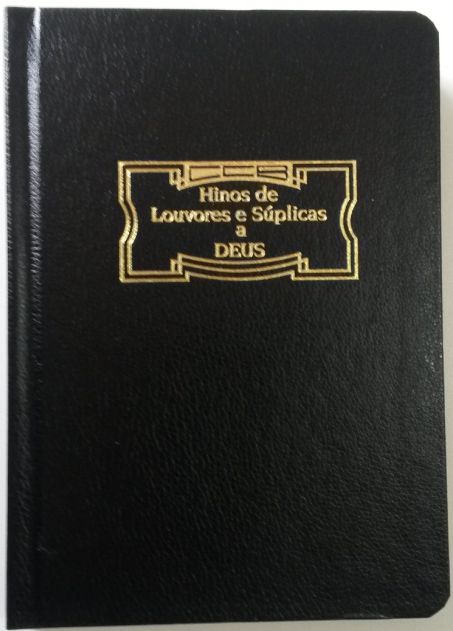 CCB
Hinos de
Louvores e Súplicas
a
DEUS